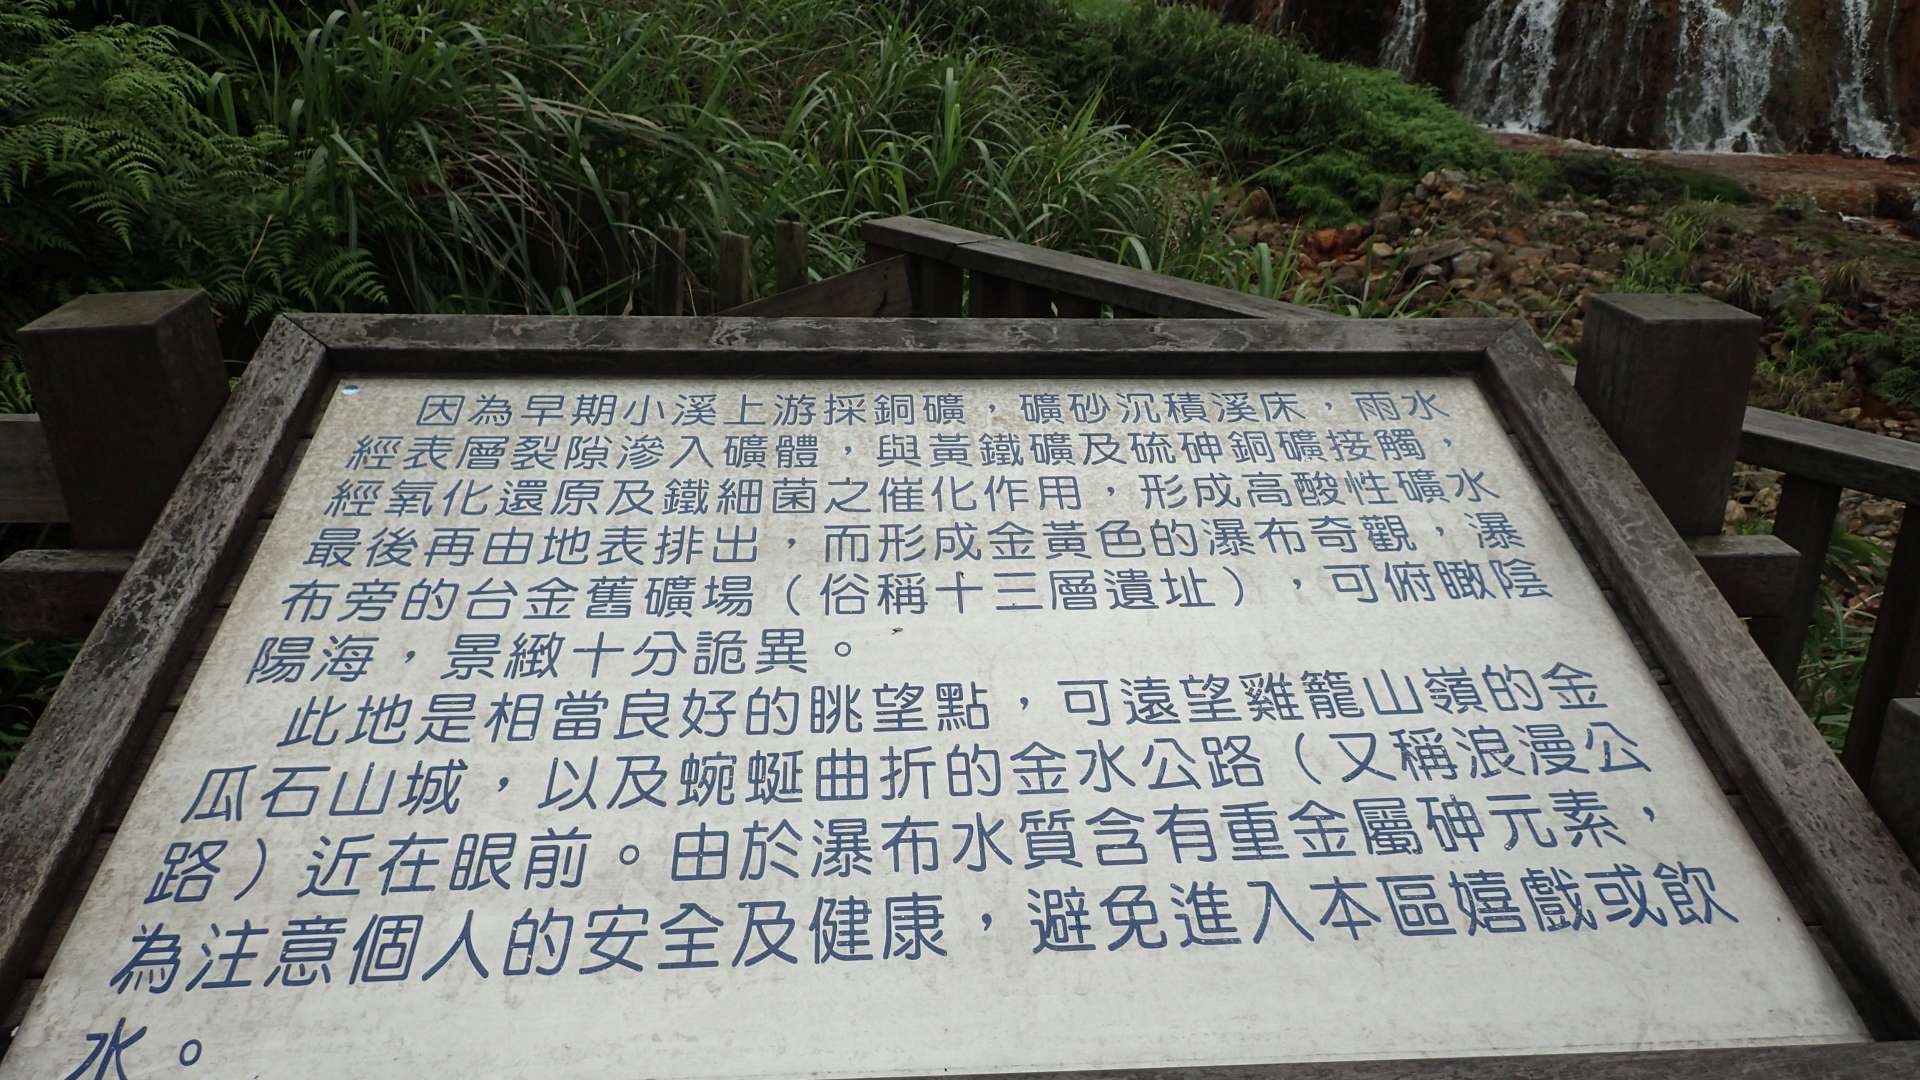 因為早期小溪上游採銅礦，礦砂沉積溪床，雨水
經表層裂隙滲入礦體，與黃鐵礦及硫砷銅礦接觸，
經氧化還原及鐵細菌之催化作用，形成高酸性礦水
最後再由地表排出，而形成金黃色的瀑布奇觀，瀑
布旁的台金舊礦場（俗稱十三層遺址），可俯瞰陰
陽海，景緻十分詭異。
此地是相當良好的眺望點，可遠望雞籠山嶺的金
瓜石山城，以及蜿蜒曲折的金水公路（又稱浪漫公
路）近在眼前。由於瀑布水質含有重金屬砷元素，
為注意個人的安全及健康，避免進入本區嬉戲或飲
水。